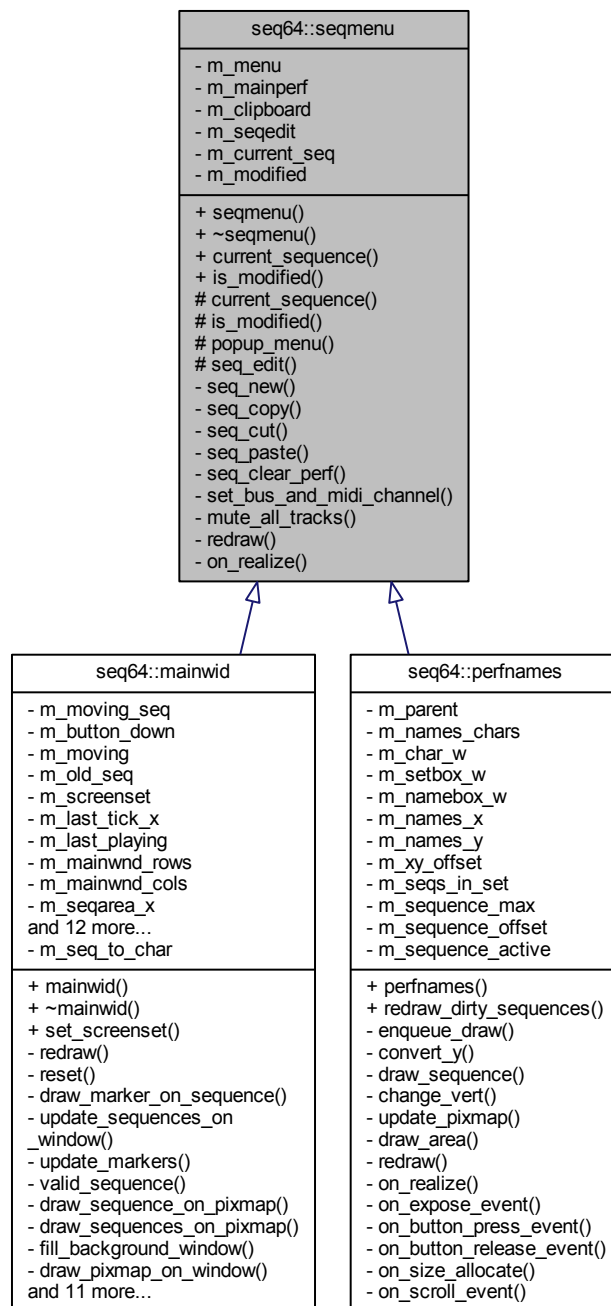 seq64::seqmenu
- m_menu
- m_mainperf
- m_clipboard
- m_seqedit
- m_current_seq
- m_modified
+ seqmenu()
+ ~seqmenu()
+ current_sequence()
+ is_modified()
# current_sequence()
# is_modified()
# popup_menu()
# seq_edit()
- seq_new()
- seq_copy()
- seq_cut()
- seq_paste()
- seq_clear_perf()
- set_bus_and_midi_channel()
- mute_all_tracks()
- redraw()
- on_realize()
seq64::mainwid
- m_moving_seq
- m_button_down
- m_moving
- m_old_seq
- m_screenset
- m_last_tick_x
- m_last_playing
- m_mainwnd_rows
- m_mainwnd_cols
- m_seqarea_x
and 12 more...
- m_seq_to_char
+ mainwid()
+ ~mainwid()
+ set_screenset()
- redraw()
- reset()
- draw_marker_on_sequence()
- update_sequences_on
_window()
- update_markers()
- valid_sequence()
- draw_sequence_on_pixmap()
- draw_sequences_on_pixmap()
- fill_background_window()
- draw_pixmap_on_window()
and 11 more...
seq64::perfnames
- m_parent
- m_names_chars
- m_char_w
- m_setbox_w
- m_namebox_w
- m_names_x
- m_names_y
- m_xy_offset
- m_seqs_in_set
- m_sequence_max
- m_sequence_offset
- m_sequence_active
+ perfnames()
+ redraw_dirty_sequences()
- enqueue_draw()
- convert_y()
- draw_sequence()
- change_vert()
- update_pixmap()
- draw_area()
- redraw()
- on_realize()
- on_expose_event()
- on_button_press_event()
- on_button_release_event()
- on_size_allocate()
- on_scroll_event()